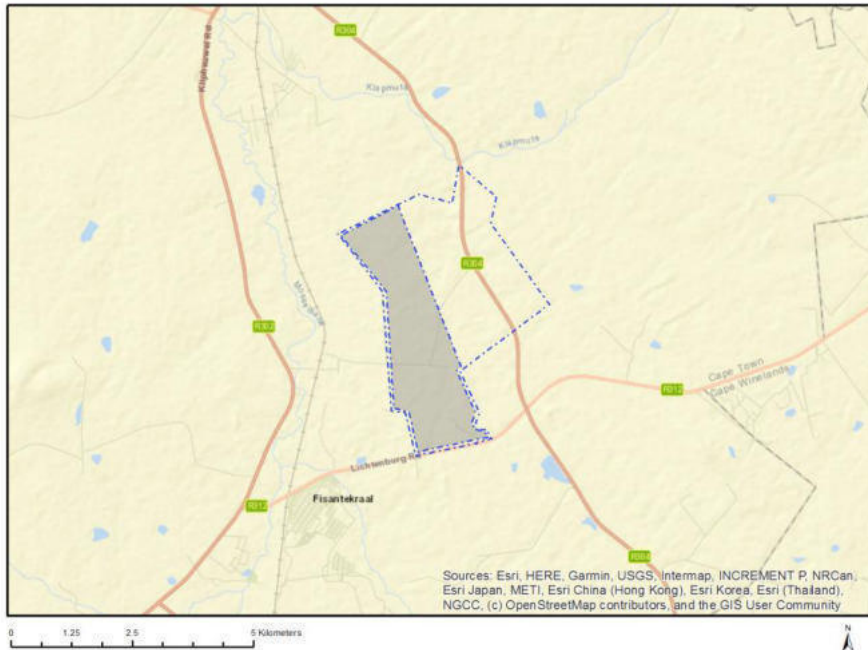 R304
Klipheuwel Rd
Klapmuts
Klapmuts
R304
Mosselbank
R302
Cape Town
Cape Winelands
R312
Lichtenburg R
R312
Fisantekraal
R304
Sources: Esri, HERE, Garmin, USGS, Intermap, INCREMENT P, NRCan,
Esri Japan, METI, Esri China (Hong Kong), Esri Korea, Esri (Thailand),
NGCC, (c) OpenStreetMap contributors, and the GIS User Community
0 1.25 2.5 5 Kilometers
N